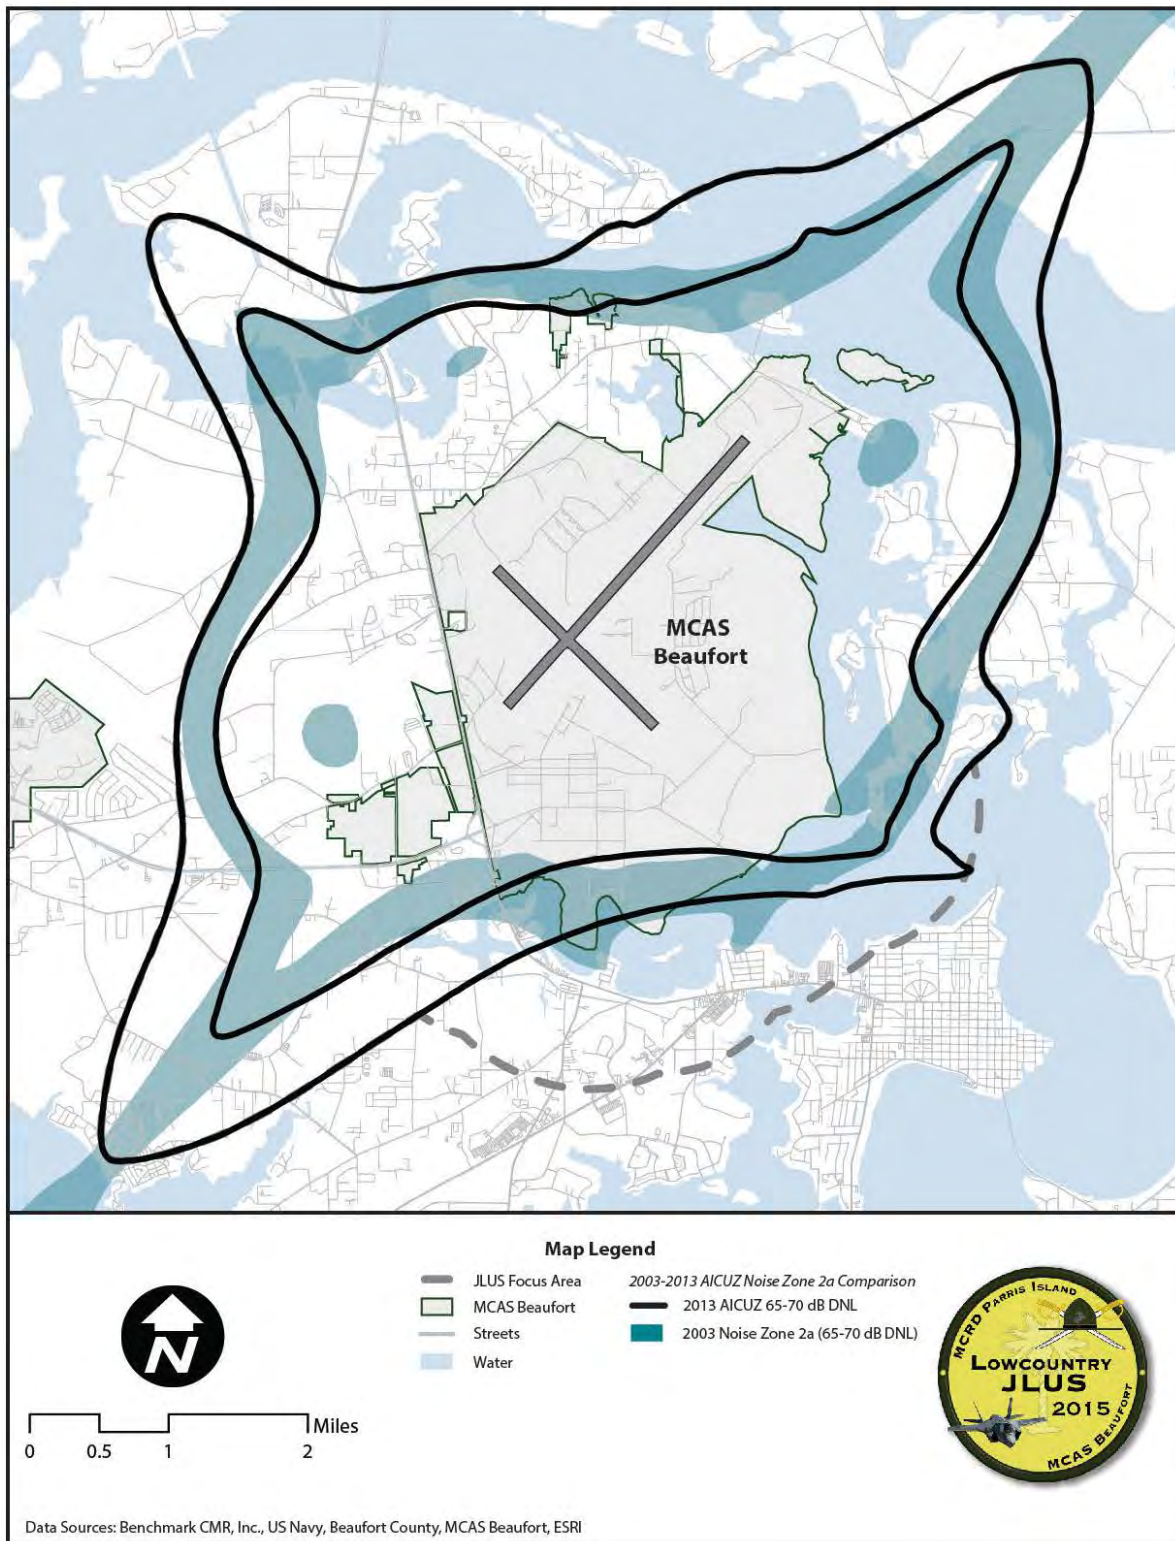 MCAS
Beaufort
Map Legend
JLUS Focus Area
MCAS Beaufort
Streets
Water
2003-2013 AICUZ Noise Zone 2a Comparison
2013 AICUZ 65-70 dB DNL
2003 Noise Zone 2a (65-70 dB DNL)
N
Miles
0 0.5 1 2
MCRD PARRIS ISLAND
LOWCOUNTRY
JLUS
2015
MCAS BEAUFORT
Data Sources: Benchmark CMR, Inc., US Navy, Beaufort County, MCAS Beaufort, ESRI